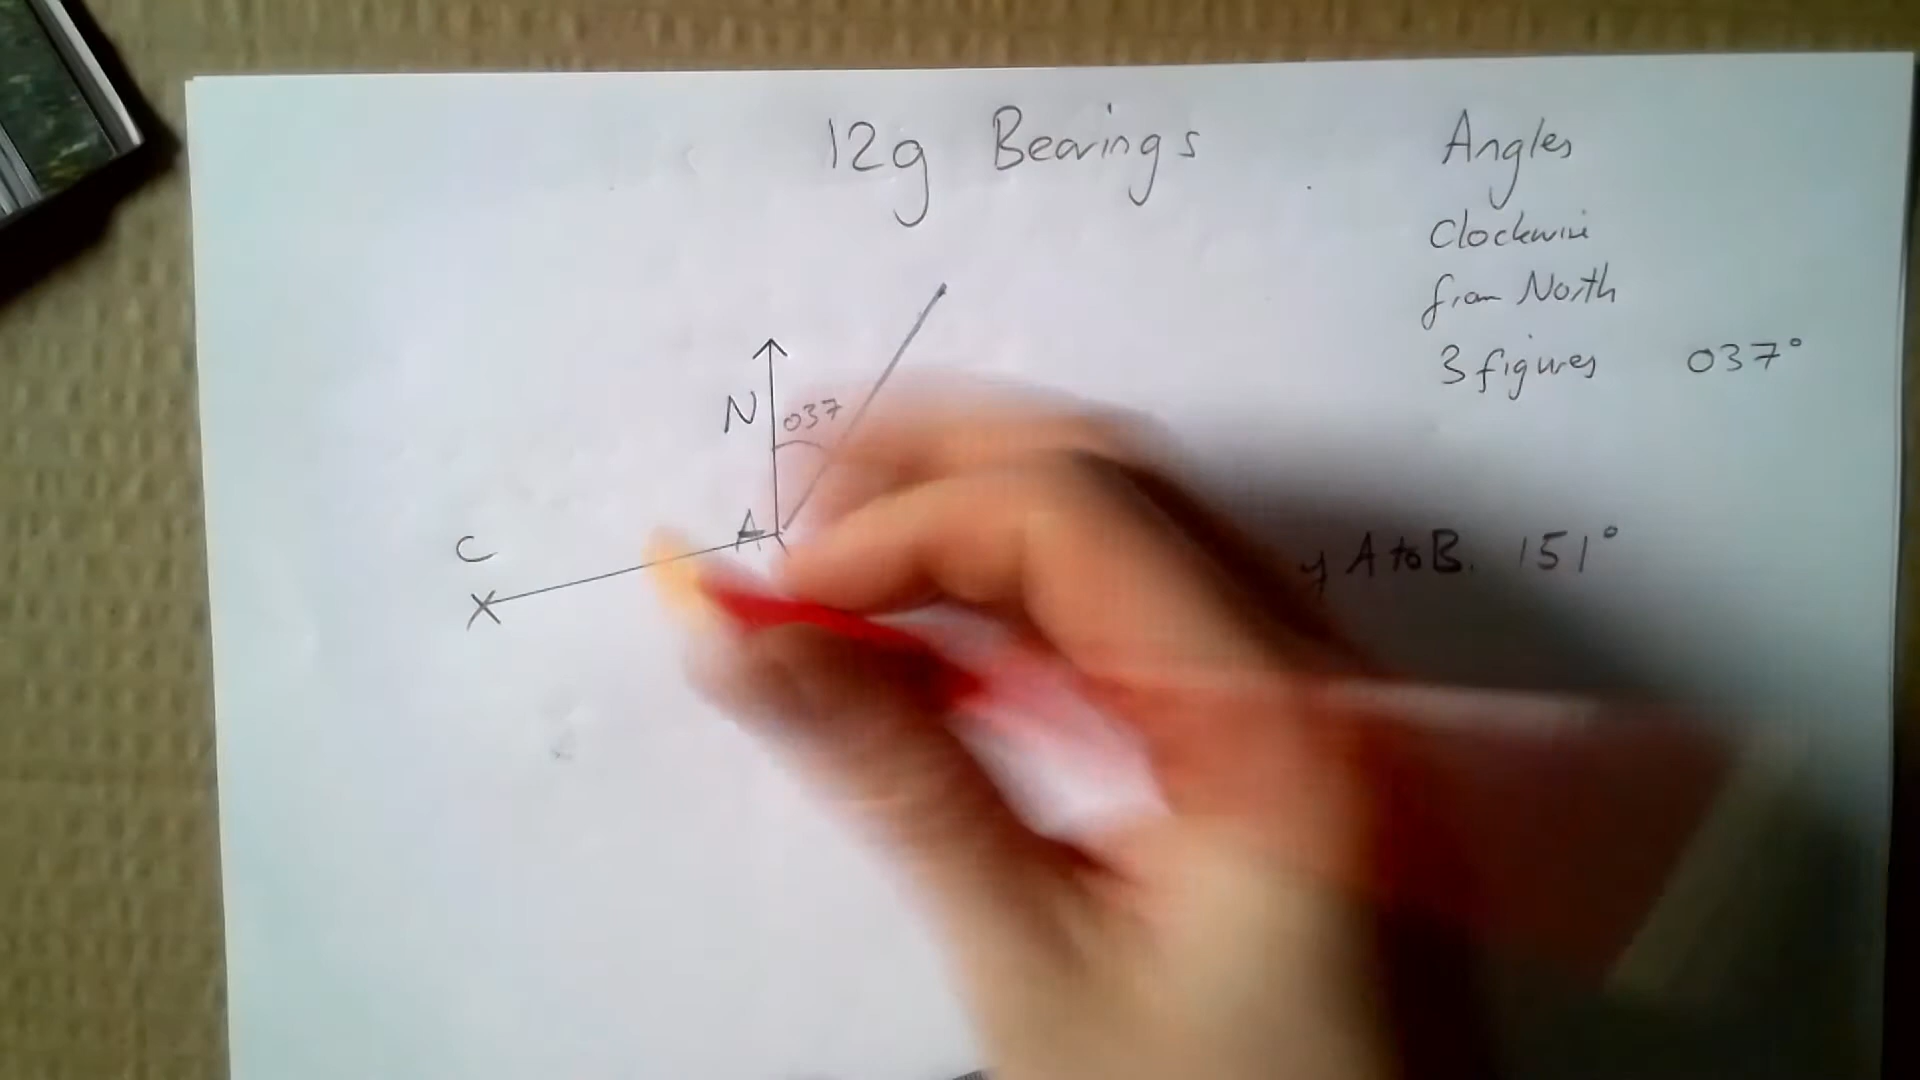 12g Bearings
Angles
Clockwise
from North
3 figures 037°
N 037
A
C
A to B. 151°